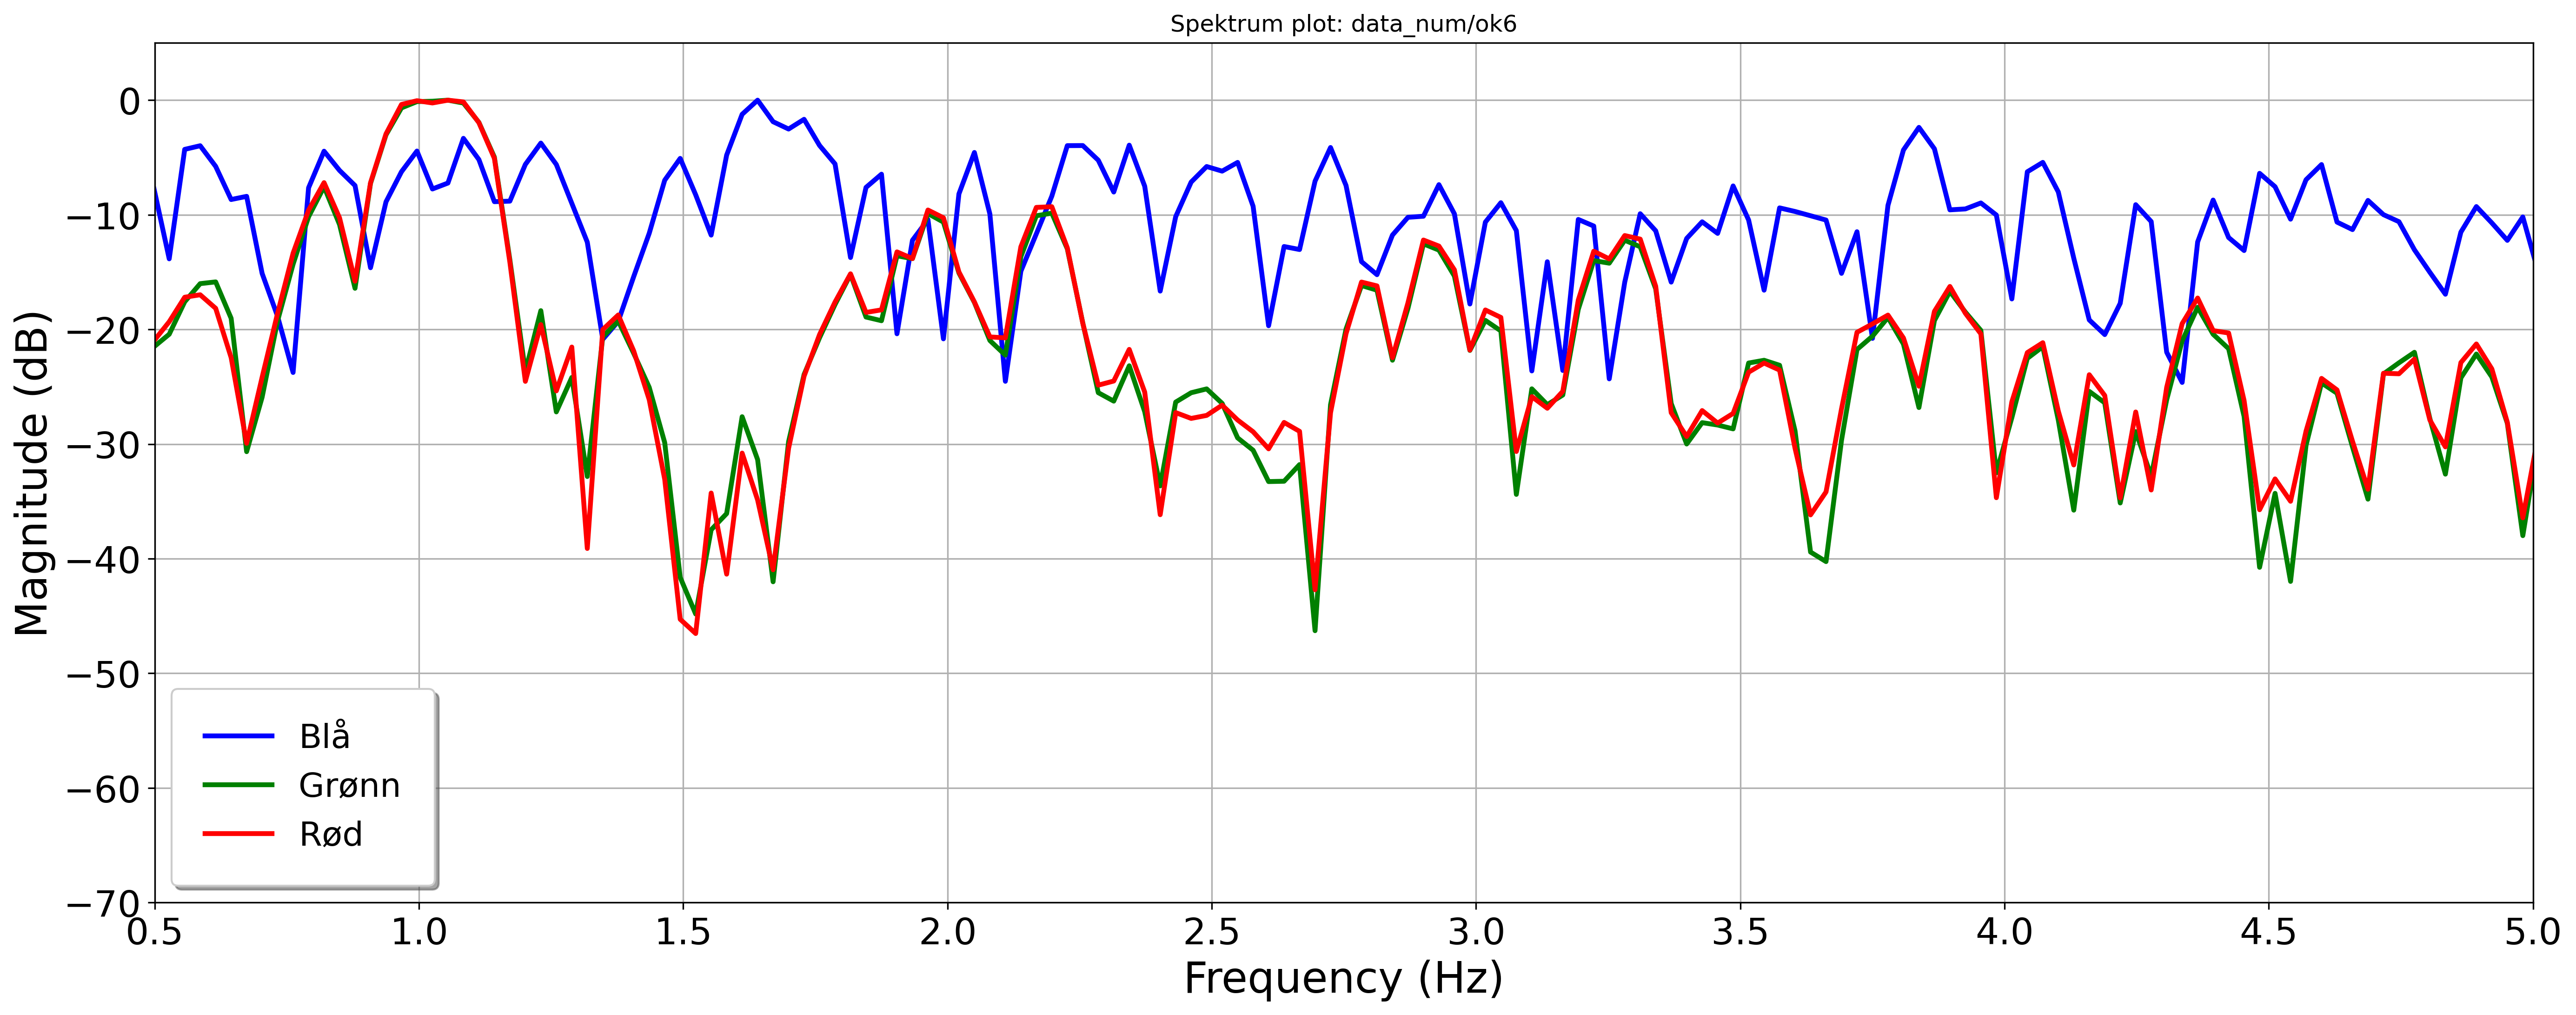 Spektrum plot: data_num/ok6
Magnitude (dB)
0
−10
−20
−30
−40
−50
−60
−70
Blå
Grønn
Rød
0.5 1.0 1.5 2.0 2.5 3.0 3.5 4.0 4.5 5.0
Frequency (Hz)